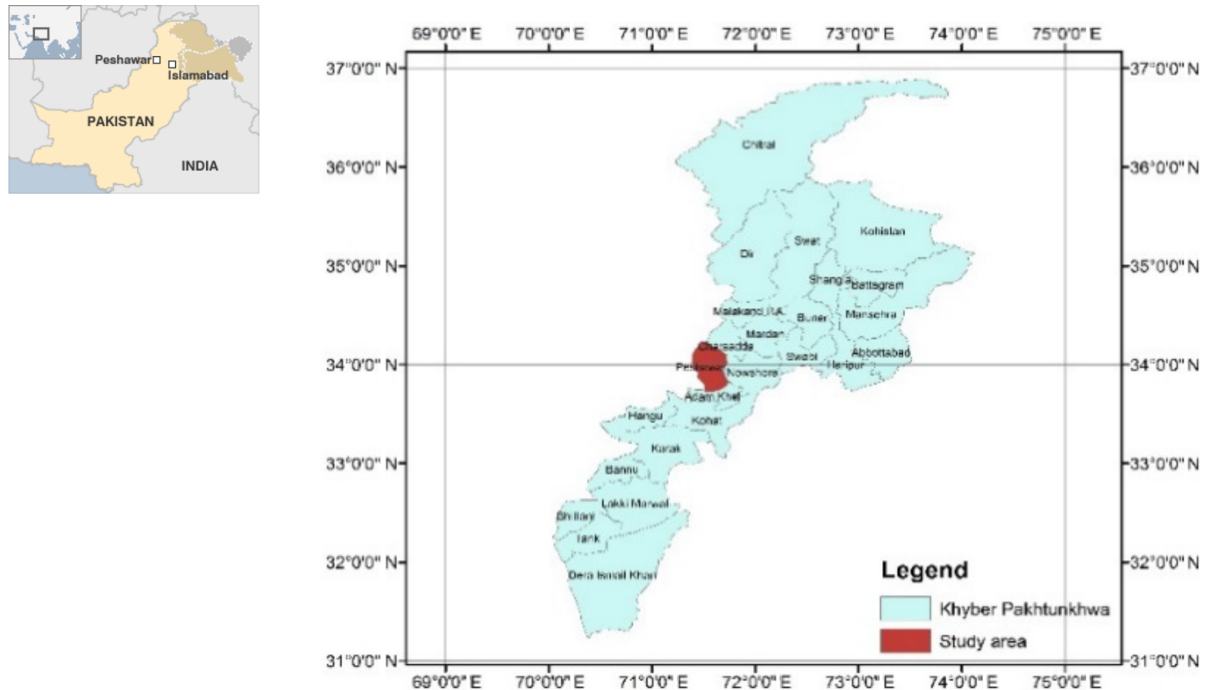 Peshawar
Islamabad
PAKISTAN
INDIA
69°0'0" E 70°0'0" E 71°0'0" E 72°0'0" E 73°0'0" E 74°0'0" E 75°0'0" E
37°0'0" N 37°0'0" N
Chitral
36°0'0" N 36°0'0" N
Kohistan
Swat
Dir
35°0'0" N 35°0'0" N
Shangla Battagram
Malakand P.A. Buner Mansehra
Mardan
Charsadda Swabi Abbottabad
34°0'0" N Peshawar Nowshera Haripur 34°0'0" N
Adam Khel
Hangu Kohat
Karak
33°0'0" N Bannu 33°0'0" N
Lakki Marwat
Tank
32°0'0" N 32°0'0" N
Dera Ismail Khan
Legend
Khyber Pakhtunkhwa
Study area
31°0'0" N 31°0'0" N
69°0'0" E 70°0'0" E 71°0'0" E 72°0'0" E 73°0'0" E 74°0'0" E 75°0'0" E